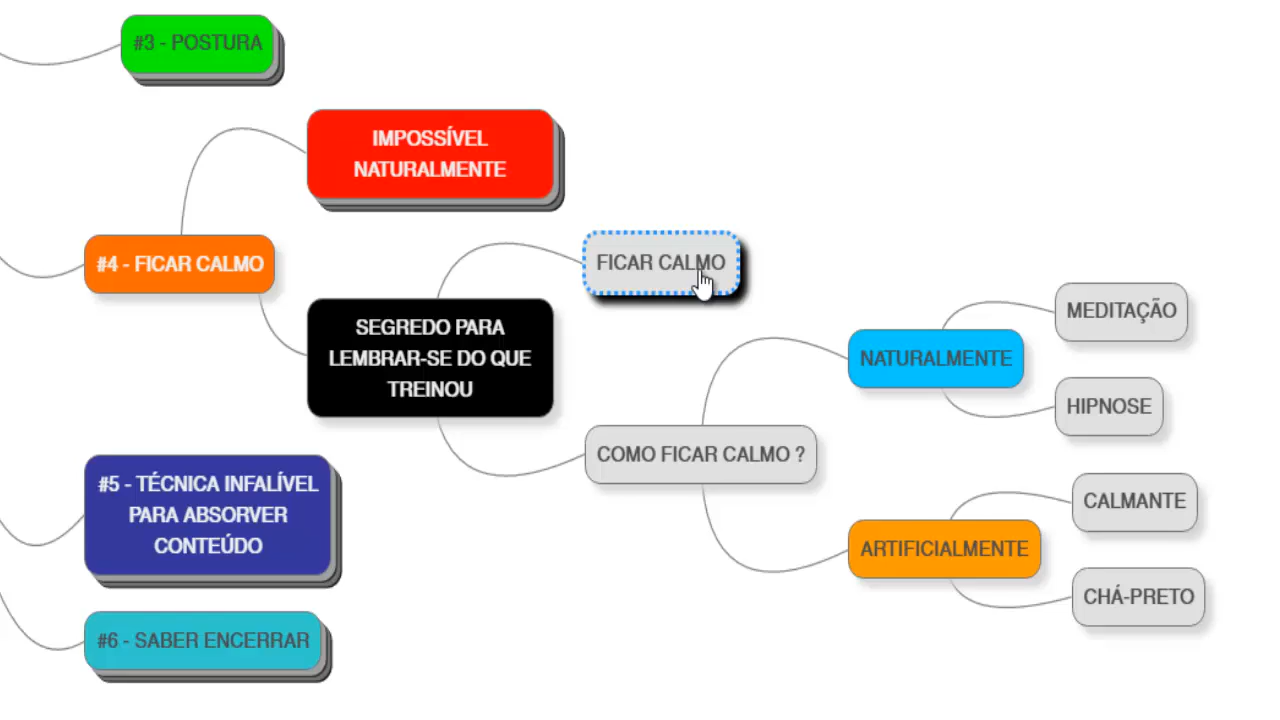 #3 - POSTURA
IMPOSSÍVEL
NATURALMENTE
#4 - FICAR CALMO
FICAR CALMO
SEGREDO PARA
LEMBRAR-SE DO QUE
TREINOU
COMO FICAR CALMO ?
NATURALMENTE
MEDITAÇÃO
HIPNOSE
ARTIFICIALMENTE
CALMANTE
CHÁ-PRETO
#5 - TÉCNICA INFALÍVEL
PARA ABSORVER
CONTEÚDO
#6 - SABER ENCERRAR